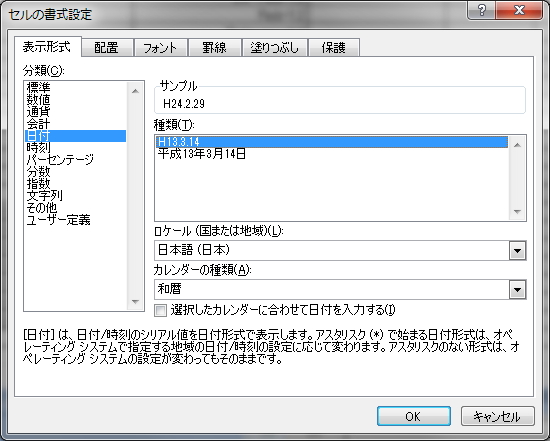 セルの書式設定
表示形式 配置 フォント 罫線 塗りつぶし 保護
分類(C):
標準
数値
通貨
会計
日付
時刻
パーセンテージ
分数
指数
文字列
その他
ユーザー定義
サンプル
H24.2.29
種類(T):
H13.3.14
平成13年3月14日
ロケール (国または地域)(L):
日本語 (日本)
カレンダーの種類(A):
和暦
選択したカレンダーに合わせて日付を入力する(I)
[日付] は、日付/時刻のシリアル値を日付形式で表示します。アスタリスク (*) で始まる日付形式は、オペ
レーティング システムで指定する地域の日付/時刻の設定に応じて変わります。アスタリスクのない形式は、オ
ペレーティング システムの設定が変わってもそのままです。
OK キャンセル